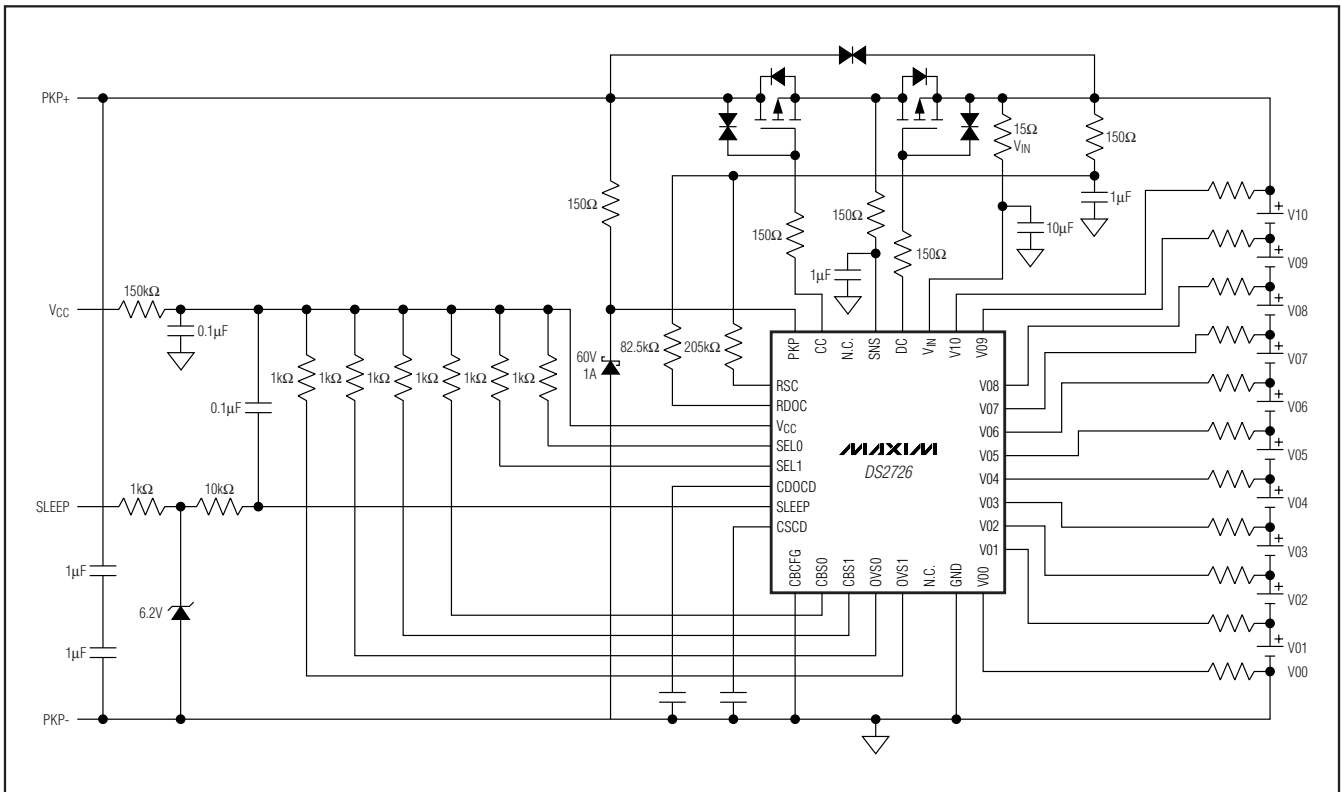 PKP+
15Ω
VIN
150Ω
150Ω
1μF
V10
150Ω
150Ω
10μF
150Ω
V09
1μF
VCC
150kΩ
0.1μF
V08
82.5kΩ
205kΩ
PKP
CC
N.C.
SNS
DC
VIN
V10
V09
V07
60V
1A
1kΩ
1kΩ
1kΩ
1kΩ
1kΩ
1kΩ
0.1μF
RSC
RDOC
VCC
SEL0
SEL1
CDOCD
SLEEP
CSCD
MAXIM
DS2726
V08
V07
V06
V05
V04
V03
V02
V01
V06
V05
V04
V03
V02
V01
V00
SLEEP
1kΩ
10kΩ
CBCFG
CBS0
CBS1
OVS0
OVS1
N.C.
GND
V00
1μF
6.2V
1μF
PKP-